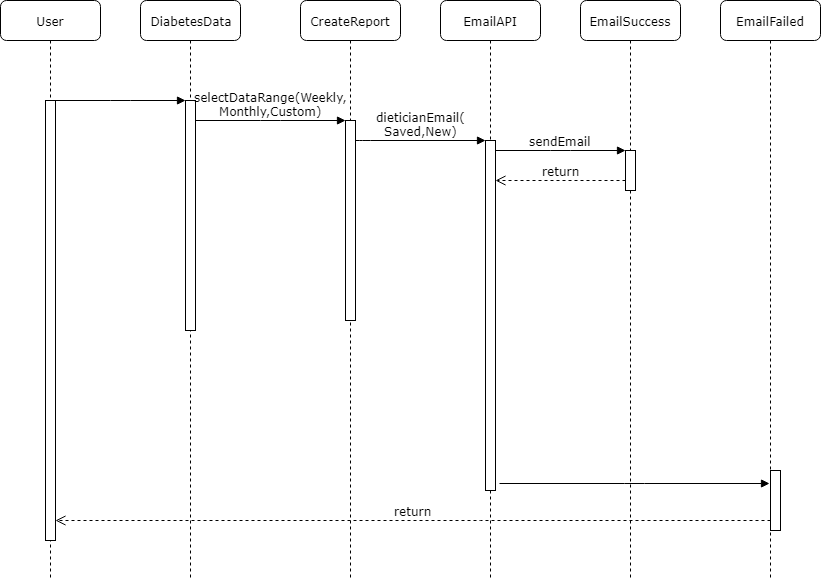 User
DiabetesData
CreateReport
EmailAPI
EmailSuccess
EmailFailed
selectDataRange(Weekly,
Monthly,Custom)
dieticianEmail(
Saved,New)
sendEmail
return
return